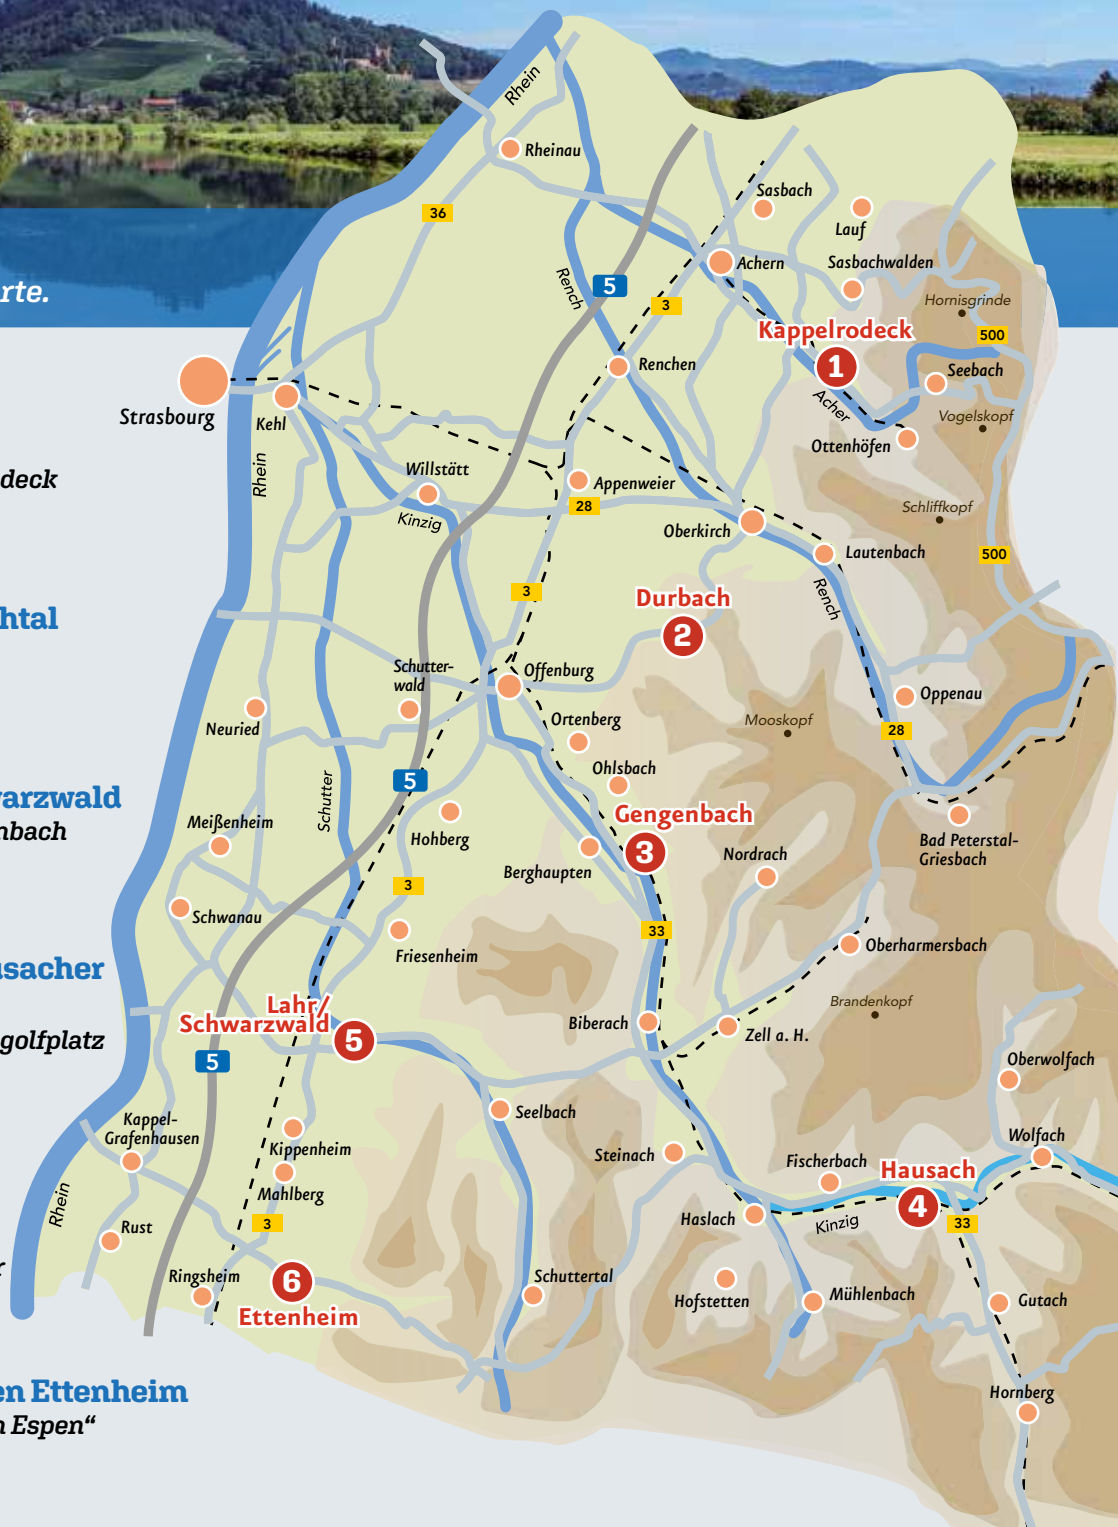 Rhein
Rheinau
36
Sasbach
Lauf
Achern
Sasbachwalden
rte.
Rench
5
3
Hornisgrinde
500
Kappelrodeck
1
Renchen
Seebach
Strasbourg
Kehl
Acher
Vogelskopf
Ottenhöfen
deck
Rhein
Willstätt
Appenweier
28
Kinzig
Schliffkopf
Oberkirch
Lautenbach
500
3
Durbach
2
Rench
htal
Schutter-
wald
Offenburg
Oppenau
Neuried
Ortenberg
Mooskopf
28
Ohlsbach
5
varzwald
nbach
Schutter
Meißenheim
Hohberg
Gengenbach
3
Bad Peterstal-
Griesbach
Nordrach
Berghaupten
3
Schwanau
33
Friesenheim
Oberharmersbach
usacher
Lahr/
Schwarzwald
5
Biberach
Brandenkopf
Zell a. H.
golfplatz
5
Oberwolfach
Kappel-
Grafenhausen
Seelbach
Kippenheim
Steinach
Wolfach
Fischerbach
Hausach
4
Mahlberg
Rhein
Rust
3
Haslach
Kinzig
33
r
Ringsheim
6
Ettenheim
Schuttertal
Hofstetten
Mühlenbach
Gutach
en Ettenheim
n Espen“
Hornberg